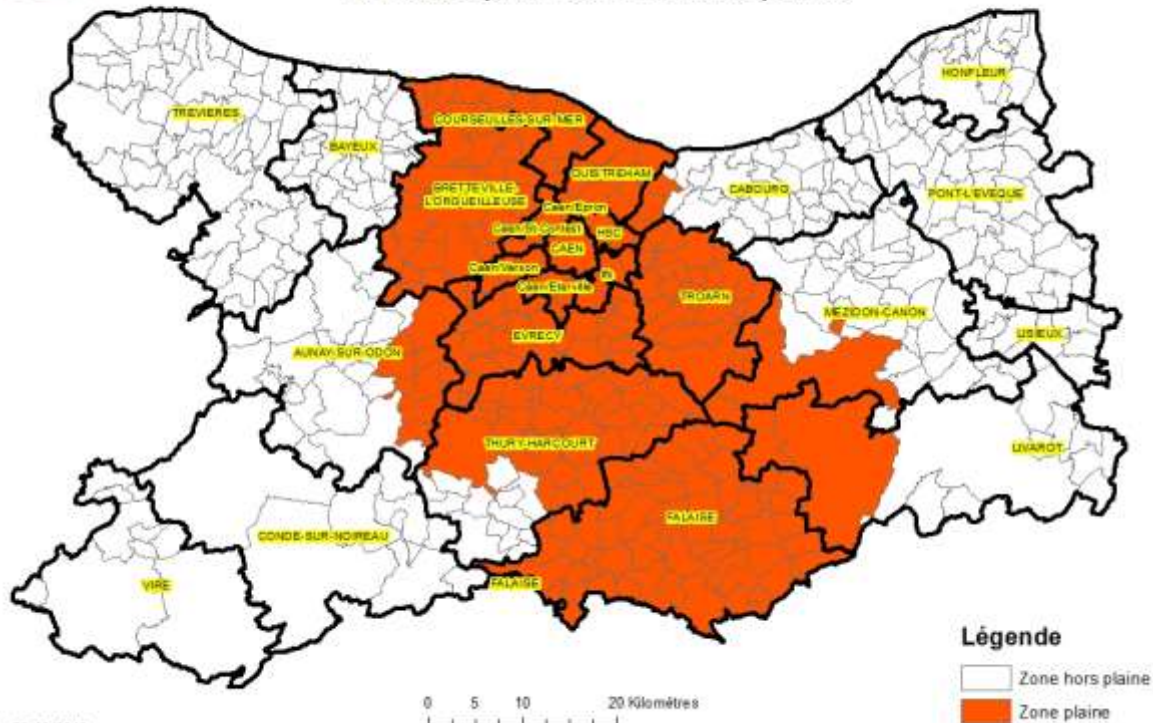 HONFLEUR
TREVIERES
COURSEULLES-SUR-MER
BAYEUX
OUISTREHAM
BRETTEVILLE-
L'ORGUEILLEUSE
CABOURG
PONT-L'EVEQUE
Caen/Epron
Caen/St-Contest
HSC
CAEN
Caen/Verson
IFS
Caen/Eterville
TROARN
MEZIDON-CANON
EVRECY
LISIEUX
AUNAY-SUR-ODON
THURY-HARCOURT
LIVAROT
FALAISE
CONDE-SUR-NOIREAU
VIRE
FALAISE
Légende
Zone hors plaine
Zone plaine
0 5 10 20 Kilomètres